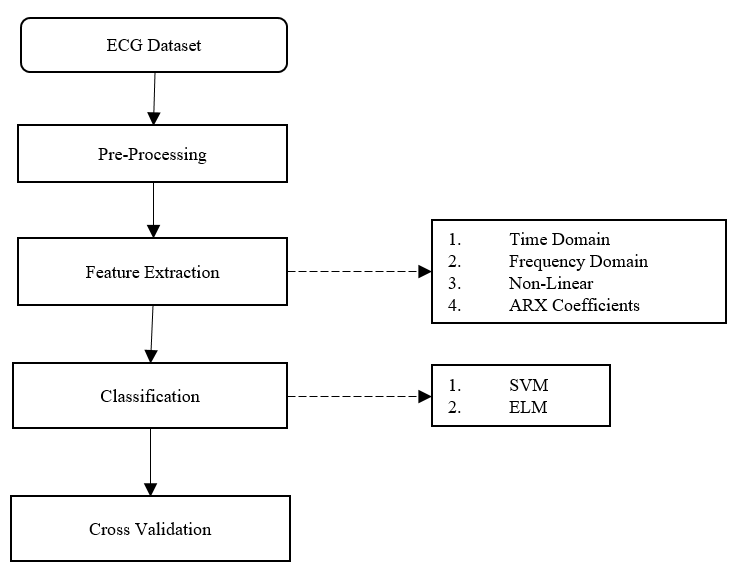 ECG Dataset
Pre-Processing
Feature Extraction
1. Time Domain
2. Frequency Domain
3. Non-Linear
4. ARX Coefficients
Classification
1. SVM
2. ELM
Cross Validation